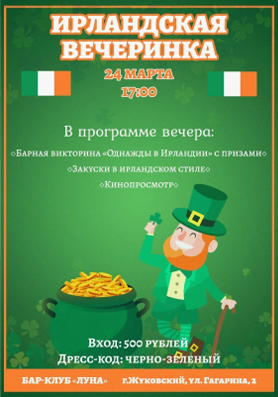 ИРЛАНДСКАЯ
ВЕЧЕРИНКА
24 МАРТА
17:00
В программе вечера:
◇Барная викторина «Однажды в Ирландии» с призами◇
◇Закуски в ирландском стиле◇
◇Кинопросмотр◇
Вход: 500 рублей
Дресс-код: черно-зеленый
БАР-КЛУБ «ЛУНА» г.Жуковский, ул. Гагарина, 2